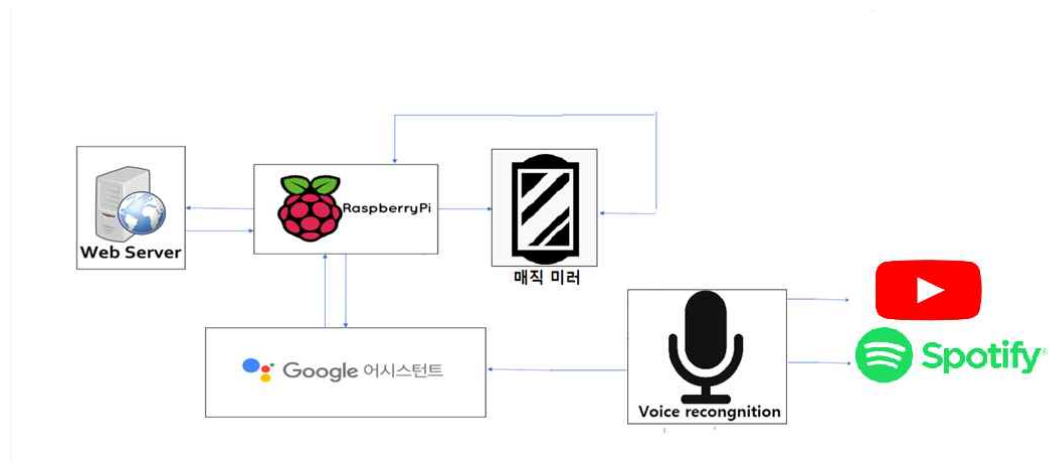 Web Server
RaspberryPi
매직 미러
Google 어시스턴트
Voice recongnition
Spotify